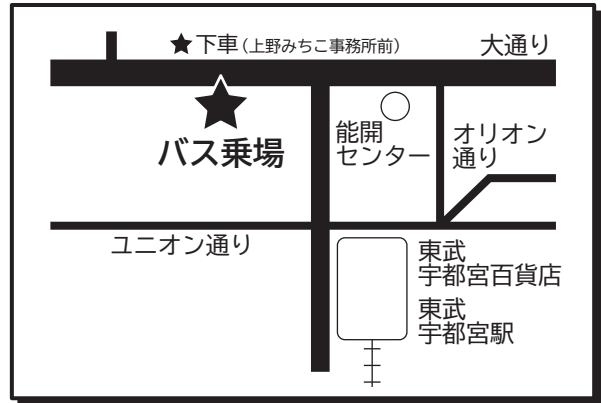 ★下車(上野みちこ事務所前)
大通り
★
バス乗場
能開
センター
オリオン
通り
ユニオン通り
東武
宇都宮百貨店
東武
宇都宮駅